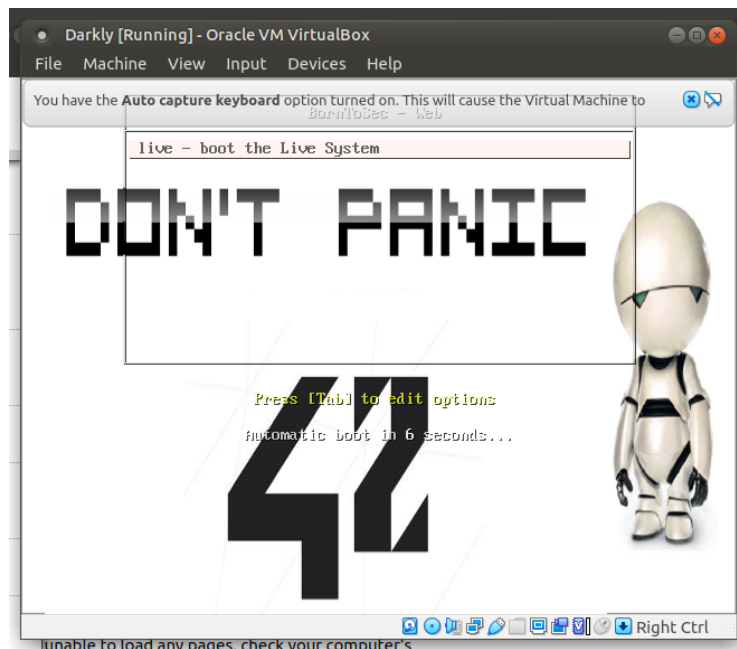 Darkly [Running] - Oracle VM VirtualBox
File Machine View Input Devices Help
You have the Auto capture keyboard option turned on. This will cause the Virtual Machine to
BornToSec - Web
live - boot the Live System
DON'T PANIC
42
Press [Tab] to edit options
Automatic boot in 6 seconds...
Right Ctrl
unable to load any pages, check your computer's